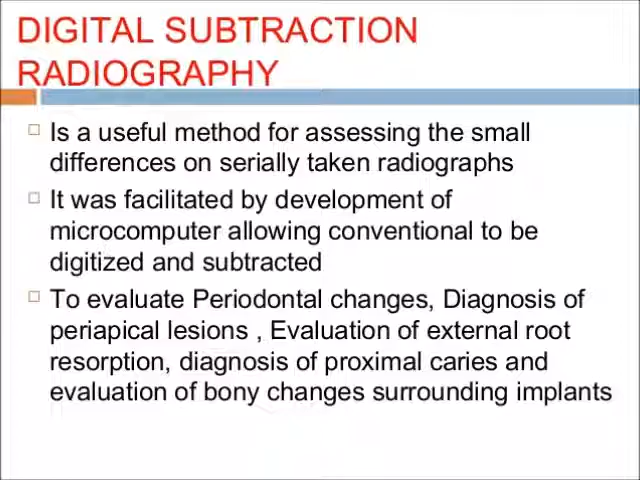 DIGITAL SUBTRACTION
RADIOGRAPHY
Is a useful method for assessing the small
differences on serially taken radiographs
It was facilitated by development of
microcomputer allowing conventional to be
digitized and subtracted
To evaluate Periodontal changes, Diagnosis of
periapical lesions , Evaluation of external root
resorption, diagnosis of proximal caries and
evaluation of bony changes surrounding implants